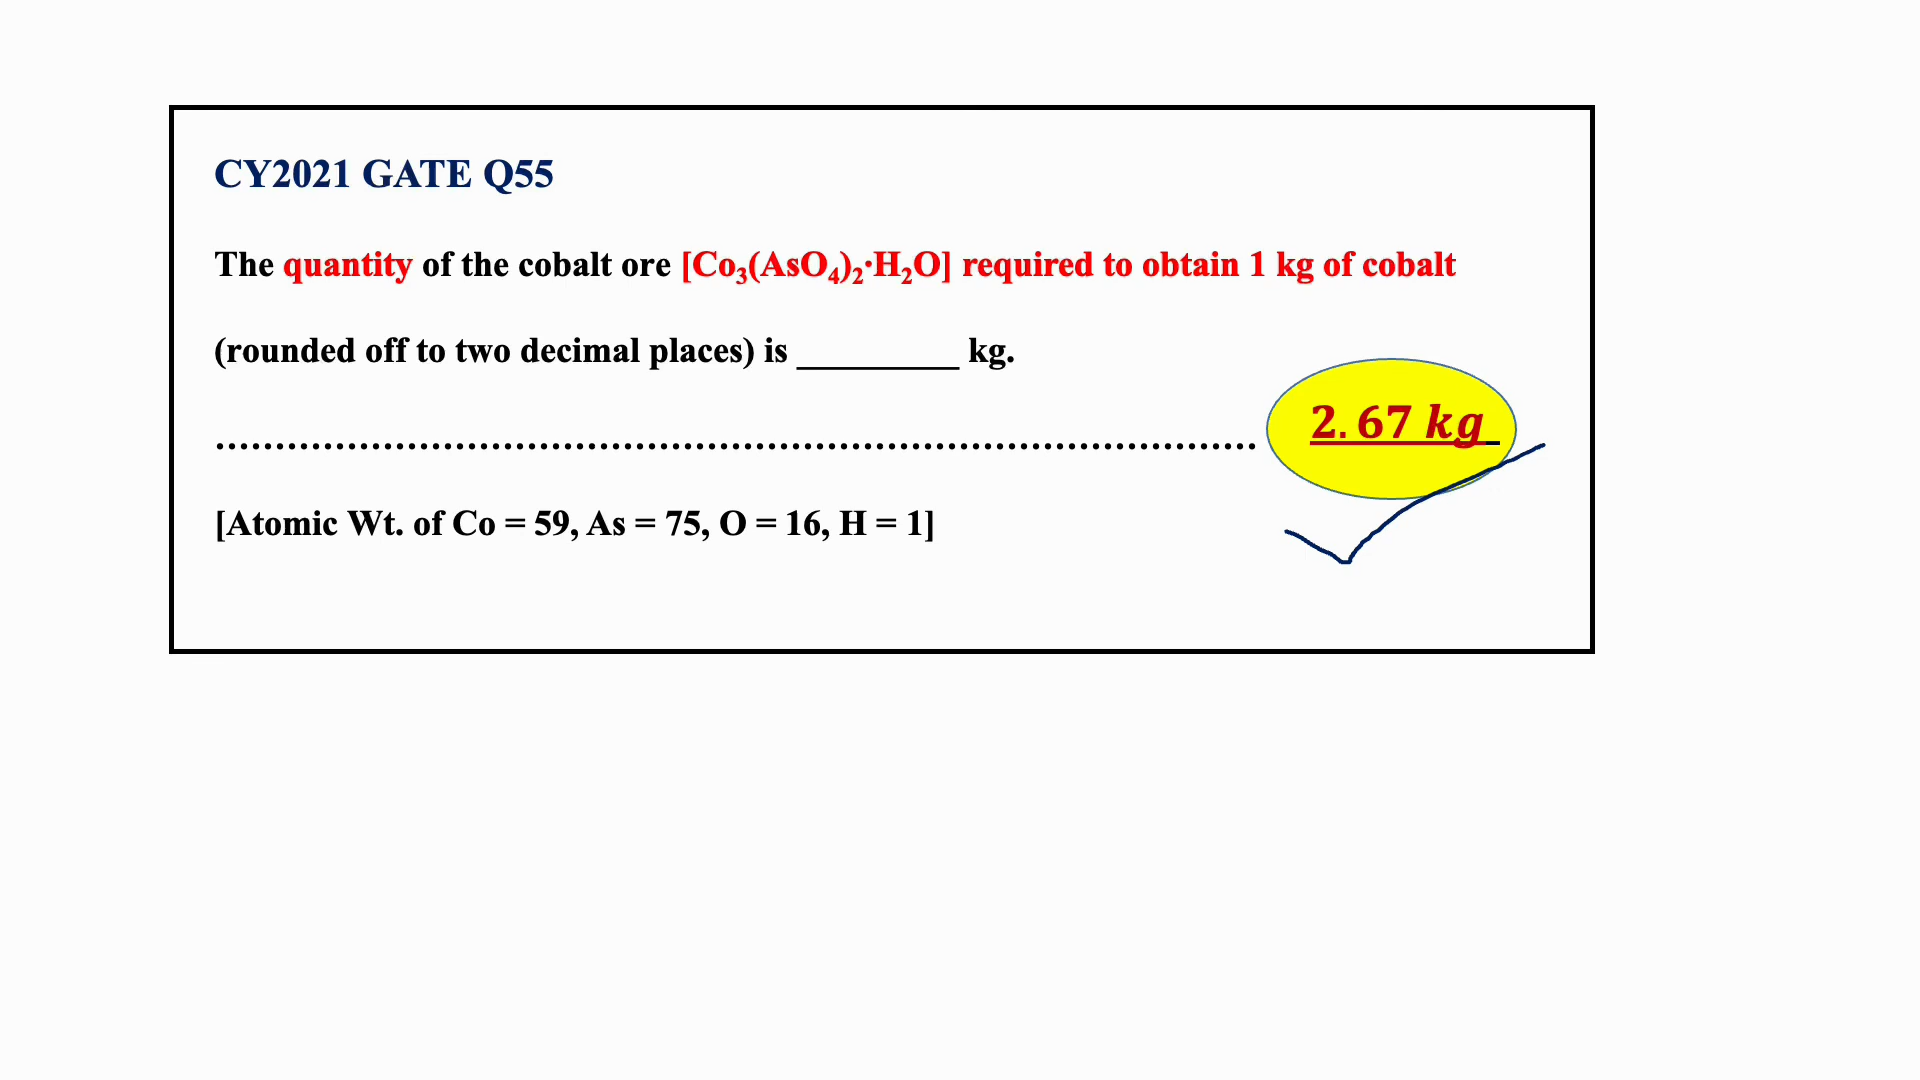 CY2021 GATE Q55
The quantity of the cobalt ore [Co₃(AsO₄)₂·H₂O] required to obtain 1 kg of cobalt
(rounded off to two decimal places) is _________ kg.
2.67 kg
[Atomic Wt. of Co = 59, As = 75, O = 16, H = 1]